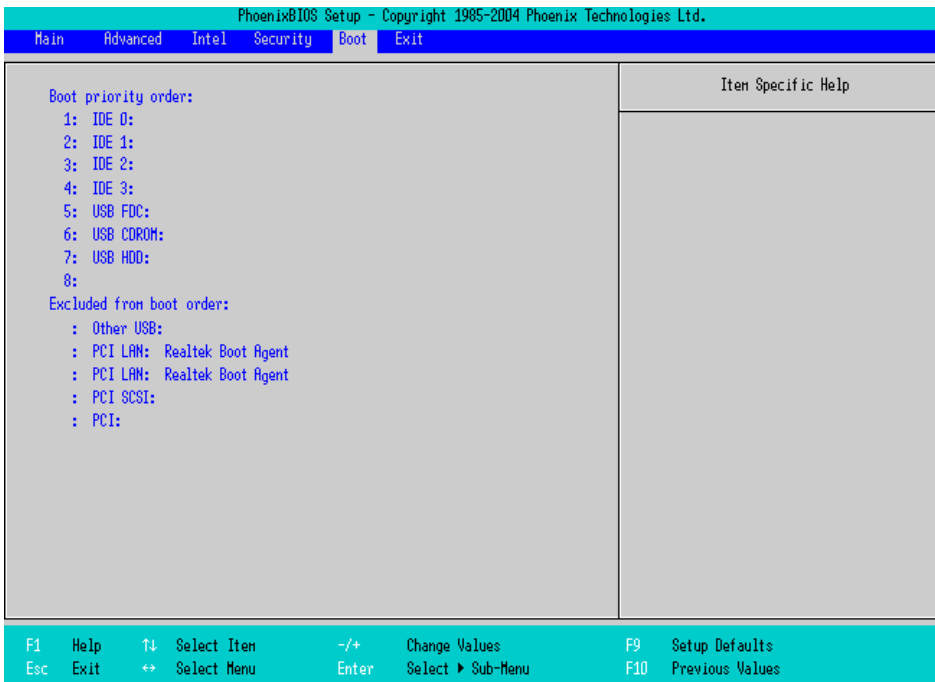 PhoenixBIOS Setup - Copyright 1985-2004 Phoenix Technologies Ltd.
Main Advanced Intel Security Boot Exit
Item Specific Help
Boot priority order:
1: IDE 0:
2: IDE 1:
3: IDE 2:
4: IDE 3:
5: USB FDC:
6: USB CDROM:
7: USB HDD:
8:
Excluded from boot order:
: Other USB:
: PCI LAN: Realtek Boot Agent
: PCI LAN: Realtek Boot Agent
: PCI SCSI:
: PCI:
F1 Help ↑↓ Select Item -/+ Change Values F9 Setup Defaults
Esc Exit ↔ Select Menu Enter Select ▶ Sub-Menu F10 Previous Values